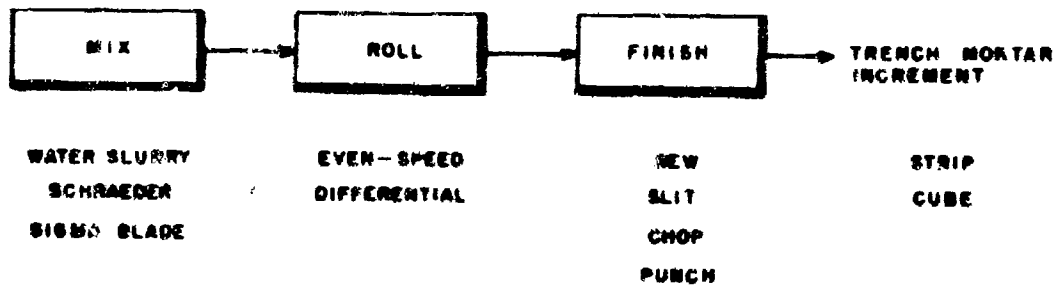 MIX
ROLL
FINISH
TRENCH MORTAR
INCREMENT
WATER SLURRY
SCHRAEDER
SIGMA BLADE
EVEN-SPEED
DIFFERENTIAL
SEW
SLIT
CHOP
PUNCH
STRIP
CUBE